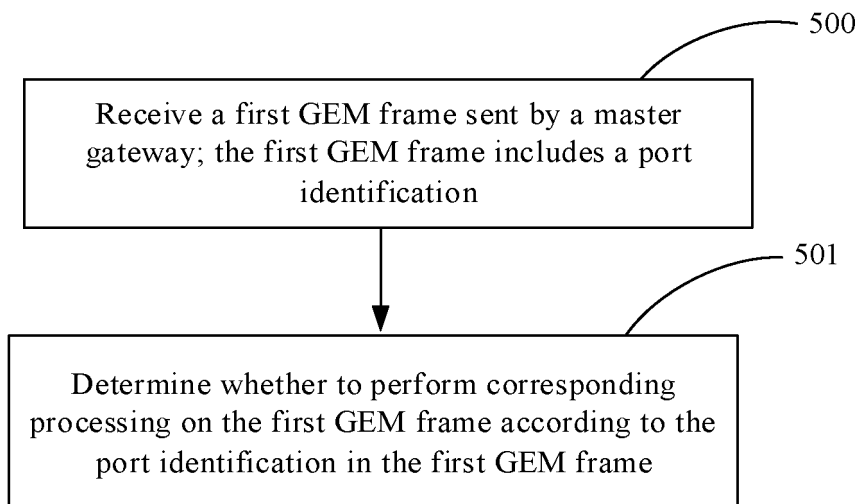 500
Receive a first GEM frame sent by a master
gateway; the first GEM frame includes a port
identification
501
Determine whether to perform corresponding
processing on the first GEM frame according to the
port identification in the first GEM frame